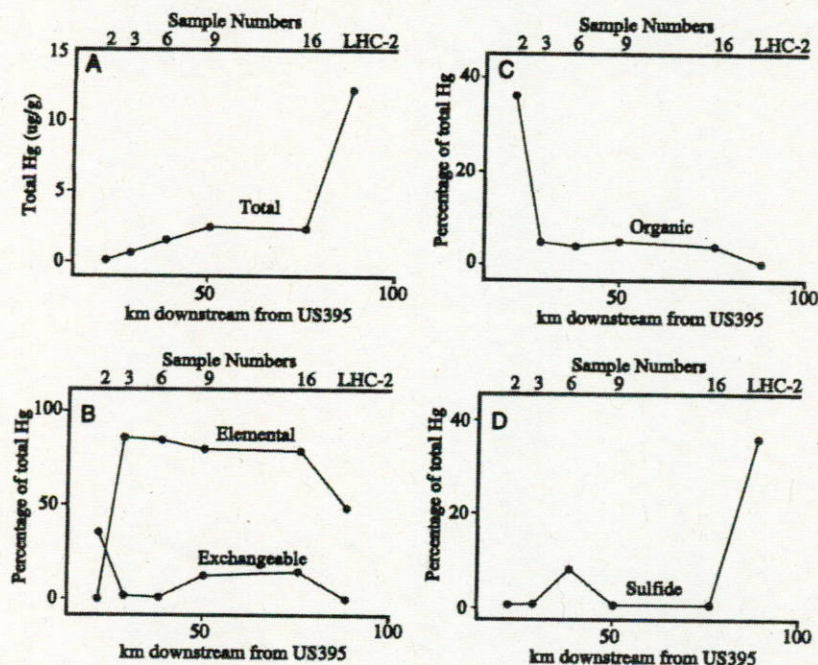 Sample Numbers
2 3 6 9 16 LHC-2
A
15
10
5
0
Total Hg (ug/g)
Total
50 100
km downstream from US395
Sample Numbers
2 3 6 9 16 LHC-2
C
40
20
0
Percentage of total Hg
Organic
50 100
km downstream from US395
Sample Numbers
2 3 6 9 16 LHC-2
B
100
50
0
Percentage of total Hg
Elemental
Exchangeable
50 100
km downstream from US395
Sample Numbers
2 3 6 9 16 LHC-2
D
40
20
0
Percentage of total Hg
Sulfide
50 100
km downstream from US395